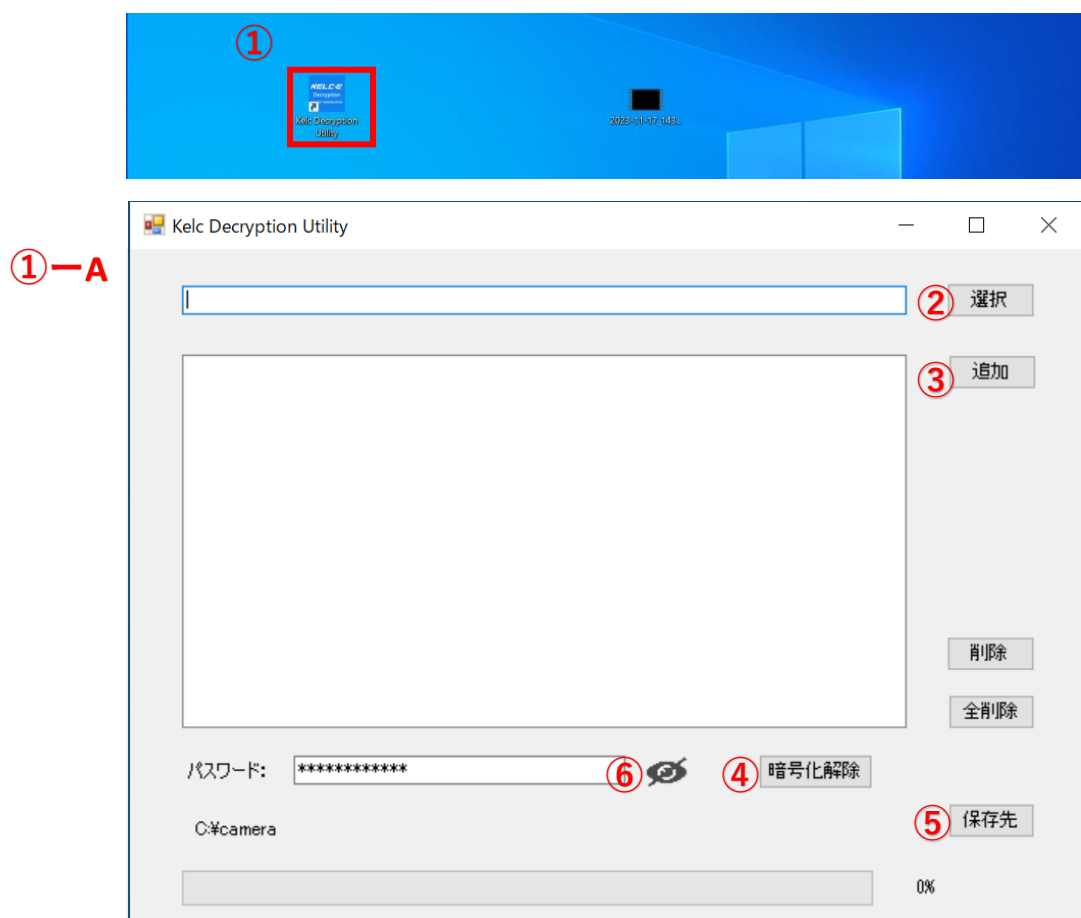 ①
KELC-E
Decryption
Kelc Decryption
Utility
2023-11-17 143...
Kelc Decryption Utility
①ーA
② 選択
③ 追加
削除
全削除
パスワード: ************ ⑥ ④ 暗号化解除
C:¥camera
⑤ 保存先
0%